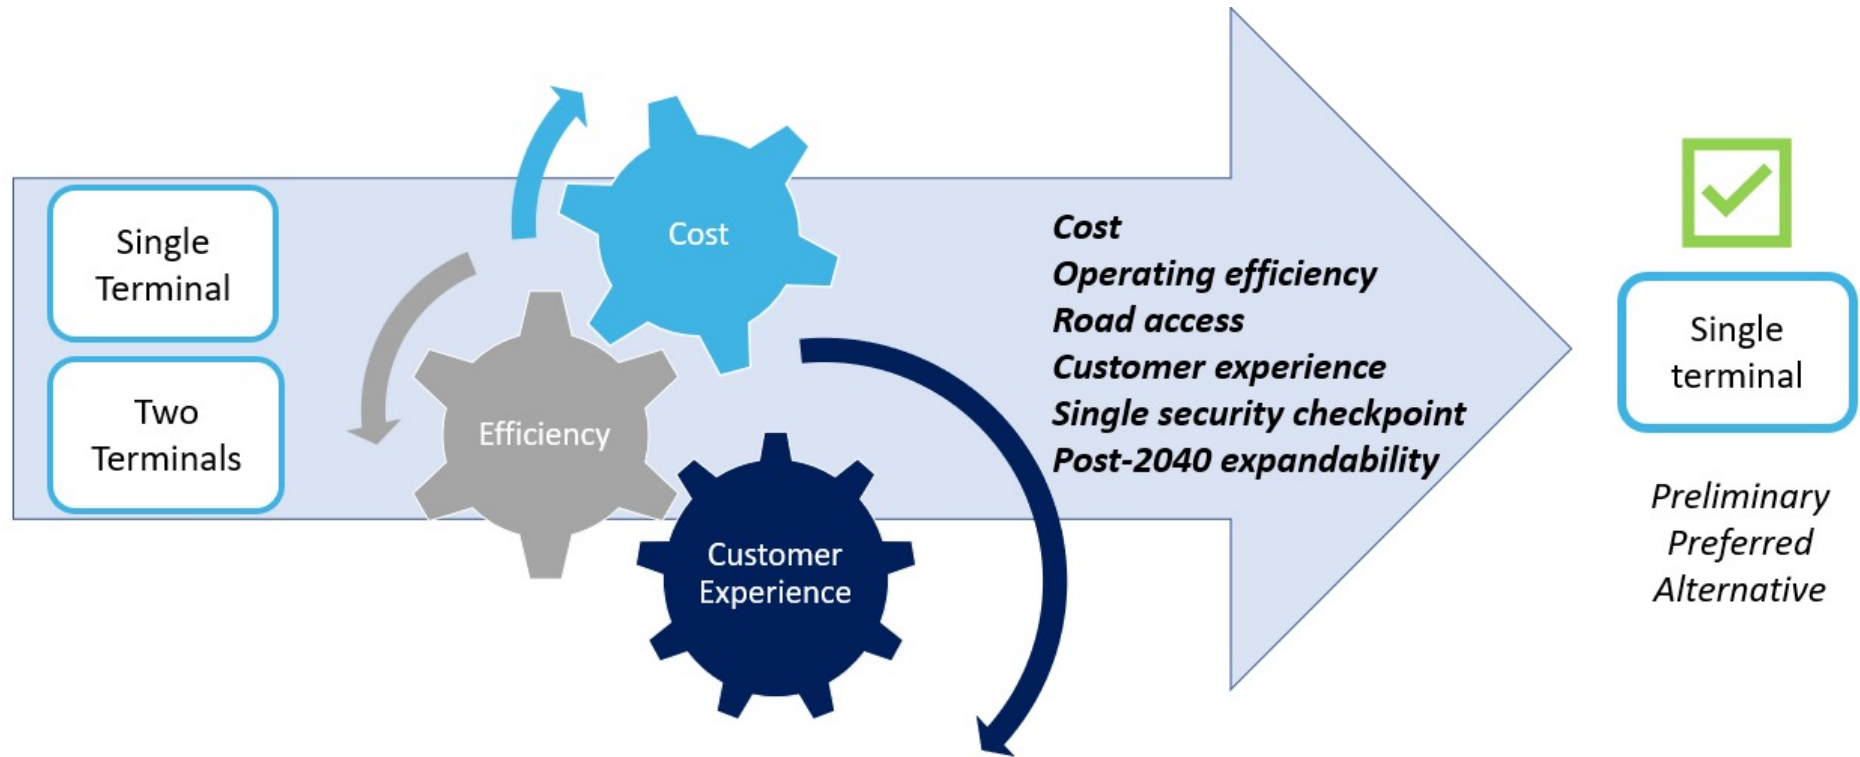 Single
Terminal
Two
Terminals
Cost
Efficiency
Customer
Experience
Cost
Operating efficiency
Road access
Customer experience
Single security checkpoint
Post-2040 expandability
Single
terminal
Preliminary
Preferred
Alternative